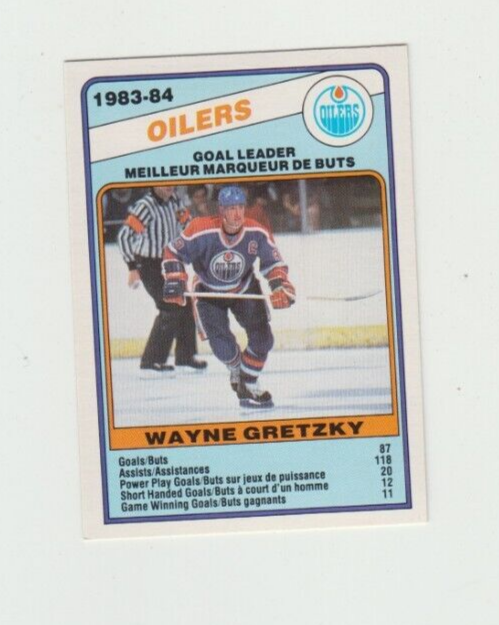 1983-84
OILERS
OILERS
GOAL LEADER
MEILLEUR MARQUEUR DE BUTS
OILERS
C
WAYNE GRETZKY
Goals/Buts 87
Assists/Assistances 118
Power Play Goals/Buts sur jeux de puissance 20
Short Handed Goals/Buts à court d'un homme 12
Game Winning Goals/Buts gagnants 11